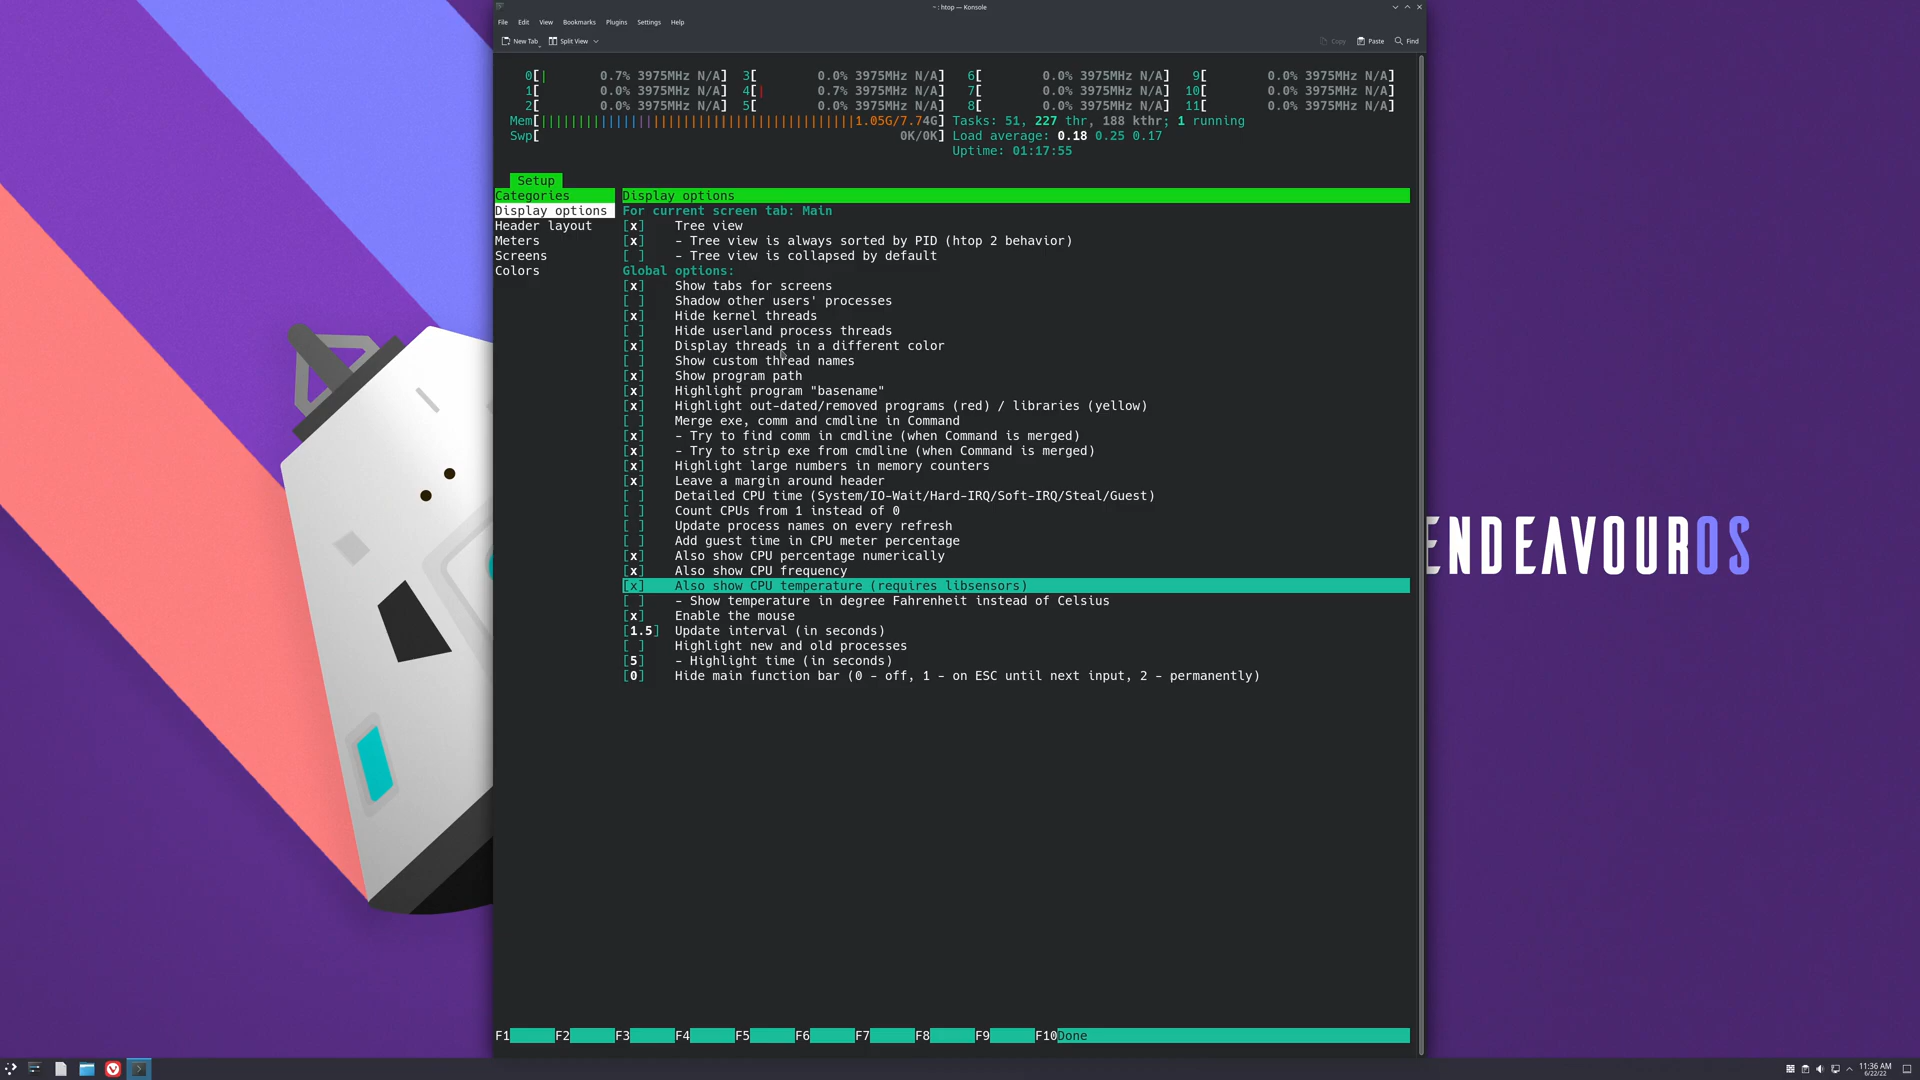 ~ : htop — Konsole
File Edit View Bookmarks Plugins Settings Help
New Tab Split View Copy Paste Find
0[| 0.7% 3975MHz N/A] 3[ 0.0% 3975MHz N/A] 6[ 0.0% 3975MHz N/A] 9[ 0.0% 3975MHz N/A]
1[ 0.0% 3975MHz N/A] 4[| 0.7% 3975MHz N/A] 7[ 0.0% 3975MHz N/A] 10[ 0.0% 3975MHz N/A]
2[ 0.0% 3975MHz N/A] 5[ 0.0% 3975MHz N/A] 8[ 0.0% 3975MHz N/A] 11[ 0.0% 3975MHz N/A]
Mem[||||||||||||||||||||||||||||||||||||||||||1.05G/7.74G] Tasks: 51, 227 thr, 188 kthr; 1 running
Swp[ 0K/0K] Load average: 0.18 0.25 0.17
Uptime: 01:17:55
Setup
Categories Display options
Display options For current screen tab: Main
Header layout [x] Tree view
Meters [x] - Tree view is always sorted by PID (htop 2 behavior)
Screens [ ] - Tree view is collapsed by default
Colors Global options:
[x] Show tabs for screens
[ ] Shadow other users' processes
[x] Hide kernel threads
[ ] Hide userland process threads
[x] Display threads in a different color
[ ] Show custom thread names
[x] Show program path
[x] Highlight program "basename"
[x] Highlight out-dated/removed programs (red) / libraries (yellow)
[ ] Merge exe, comm and cmdline in Command
[x] - Try to find comm in cmdline (when Command is merged)
[x] - Try to strip exe from cmdline (when Command is merged)
[x] Highlight large numbers in memory counters
[x] Leave a margin around header
[ ] Detailed CPU time (System/IO-Wait/Hard-IRQ/Soft-IRQ/Steal/Guest)
[ ] Count CPUs from 1 instead of 0
[ ] Update process names on every refresh
[ ] Add guest time in CPU meter percentage
[x] Also show CPU percentage numerically
[x] Also show CPU frequency
[x] Also show CPU temperature (requires libsensors)
[ ] - Show temperature in degree Fahrenheit instead of Celsius
[x] Enable the mouse
[1.5] Update interval (in seconds)
[ ] Highlight new and old processes
[5] - Highlight time (in seconds)
[0] Hide main function bar (0 - off, 1 - on ESC until next input, 2 - permanently)
F1 F2 F3 F4 F5 F6 F7 F8 F9 F10Done
ENDEAVOUROS
11:36 AM
6/22/22